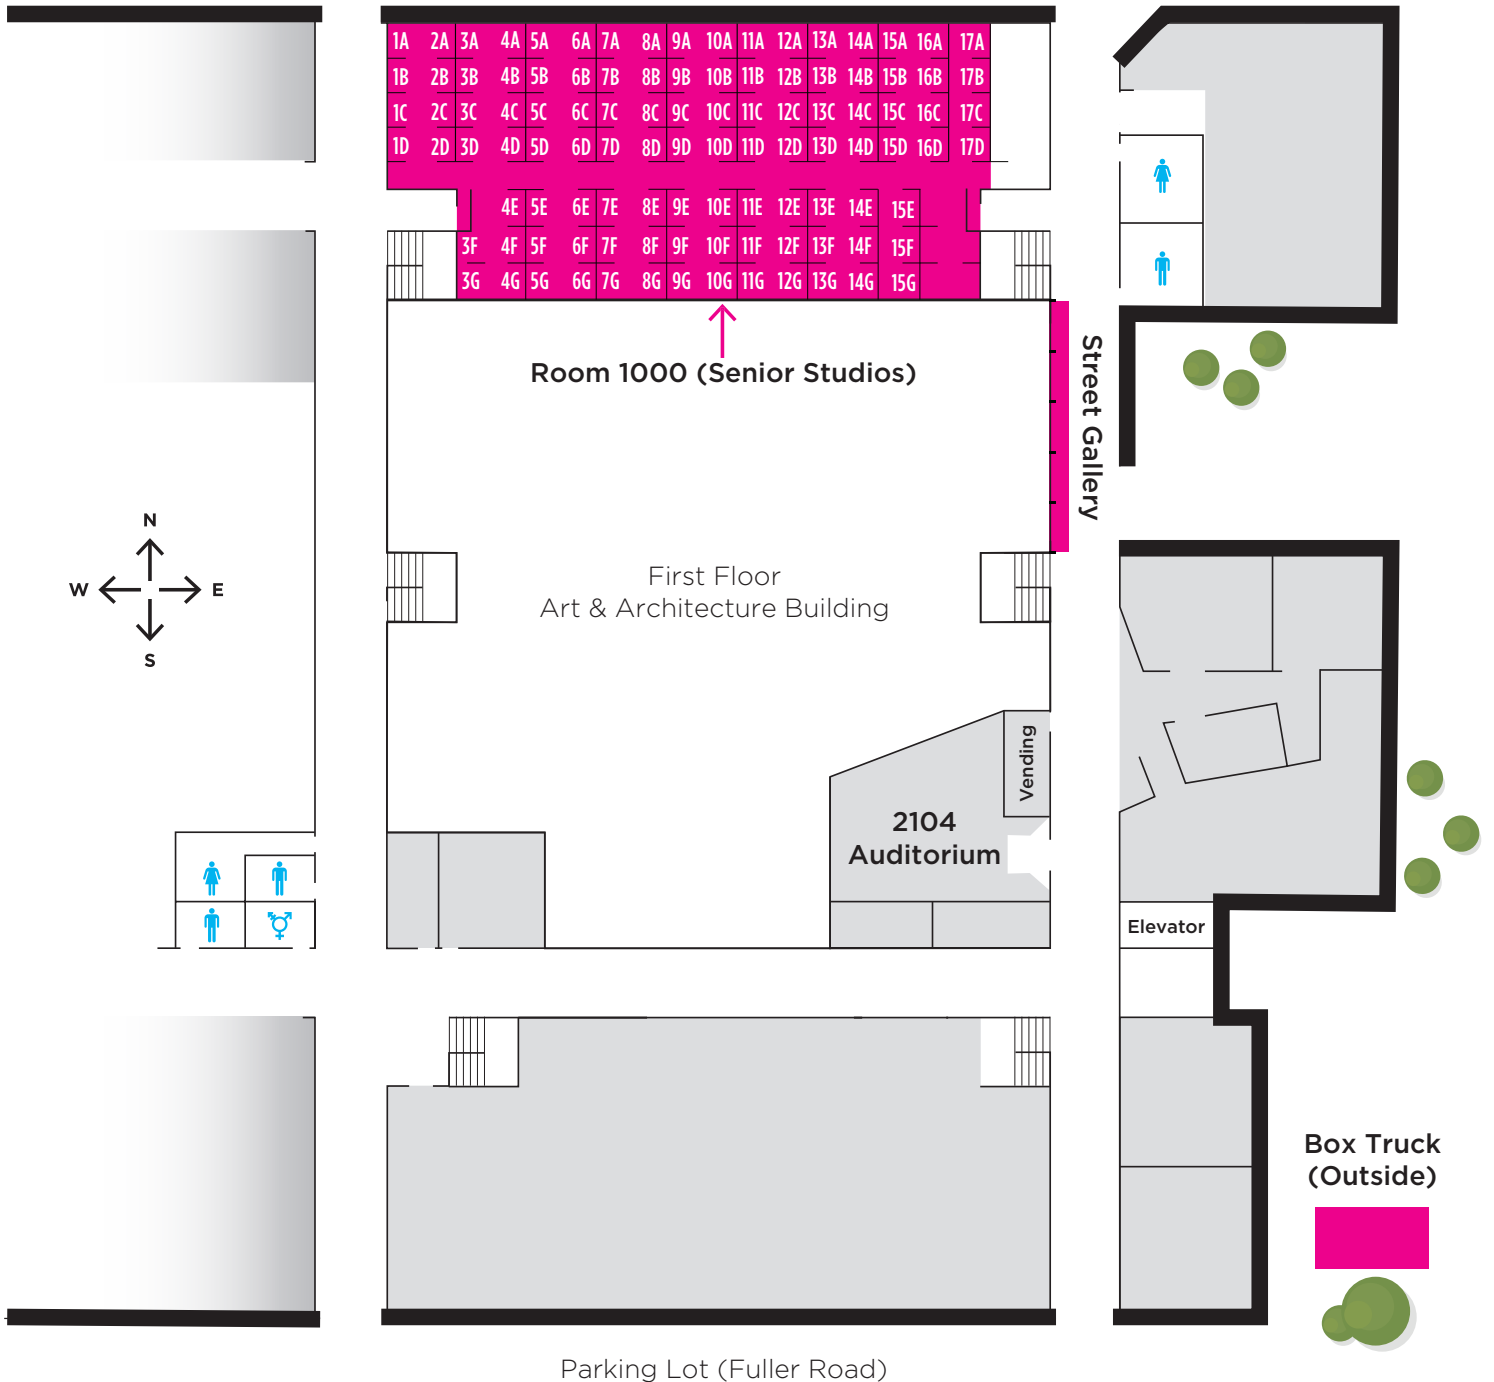 1A 2A 3A 4A 5A 6A 7A 8A 9A 10A 11A 12A 13A 14A 15A 16A 17A
1B 2B 3B 4B 5B 6B 7B 8B 9B 10B 11B 12B 13B 14B 15B 16B 17B
1C 2C 3C 4C 5C 6C 7C 8C 9C 10C 11C 12C 13C 14C 15C 16C 17C
1D 2D 3D 4D 5D 6D 7D 8D 9D 10D 11D 12D 13D 14D 15D 16D 17D
4E 5E 6E 7E 8E 9E 10E 11E 12E 13E 14E 15E
3F 4F 5F 6F 7F 8F 9F 10F 11F 12F 13F 14F 15F
3G 4G 5G 6G 7G 8G 9G 10G 11G 12G 13G 14G 15G
Room 1000 (Senior Studios)
Street Gallery
N
W E
S
First Floor
Art & Architecture Building
Vending
2104
Auditorium
Elevator
Box Truck
(Outside)
Parking Lot (Fuller Road)